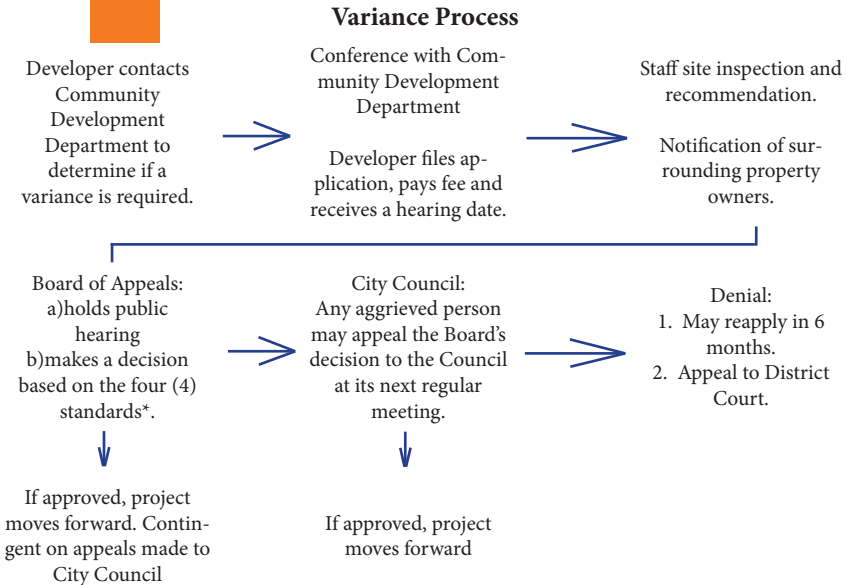 Variance Process
Developer contacts
Community
Development
Department to
determine if a
variance is required.
Conference with Com-
munity Development
Department
Developer files ap-
plication, pays fee and
receives a hearing date.
Staff site inspection and
recommendation.
Notification of sur-
rounding property
owners.
Board of Appeals:
a)holds public
hearing
b)makes a decision
based on the four (4)
standards*.
City Council:
Any aggrieved person
may appeal the Board's
decision to the Council
at its next regular
meeting.
Denial:
1. May reapply in 6
months.
2. Appeal to District
Court.
If approved, project
moves forward. Contin-
gent on appeals made to
City Council
If approved, project
moves forward